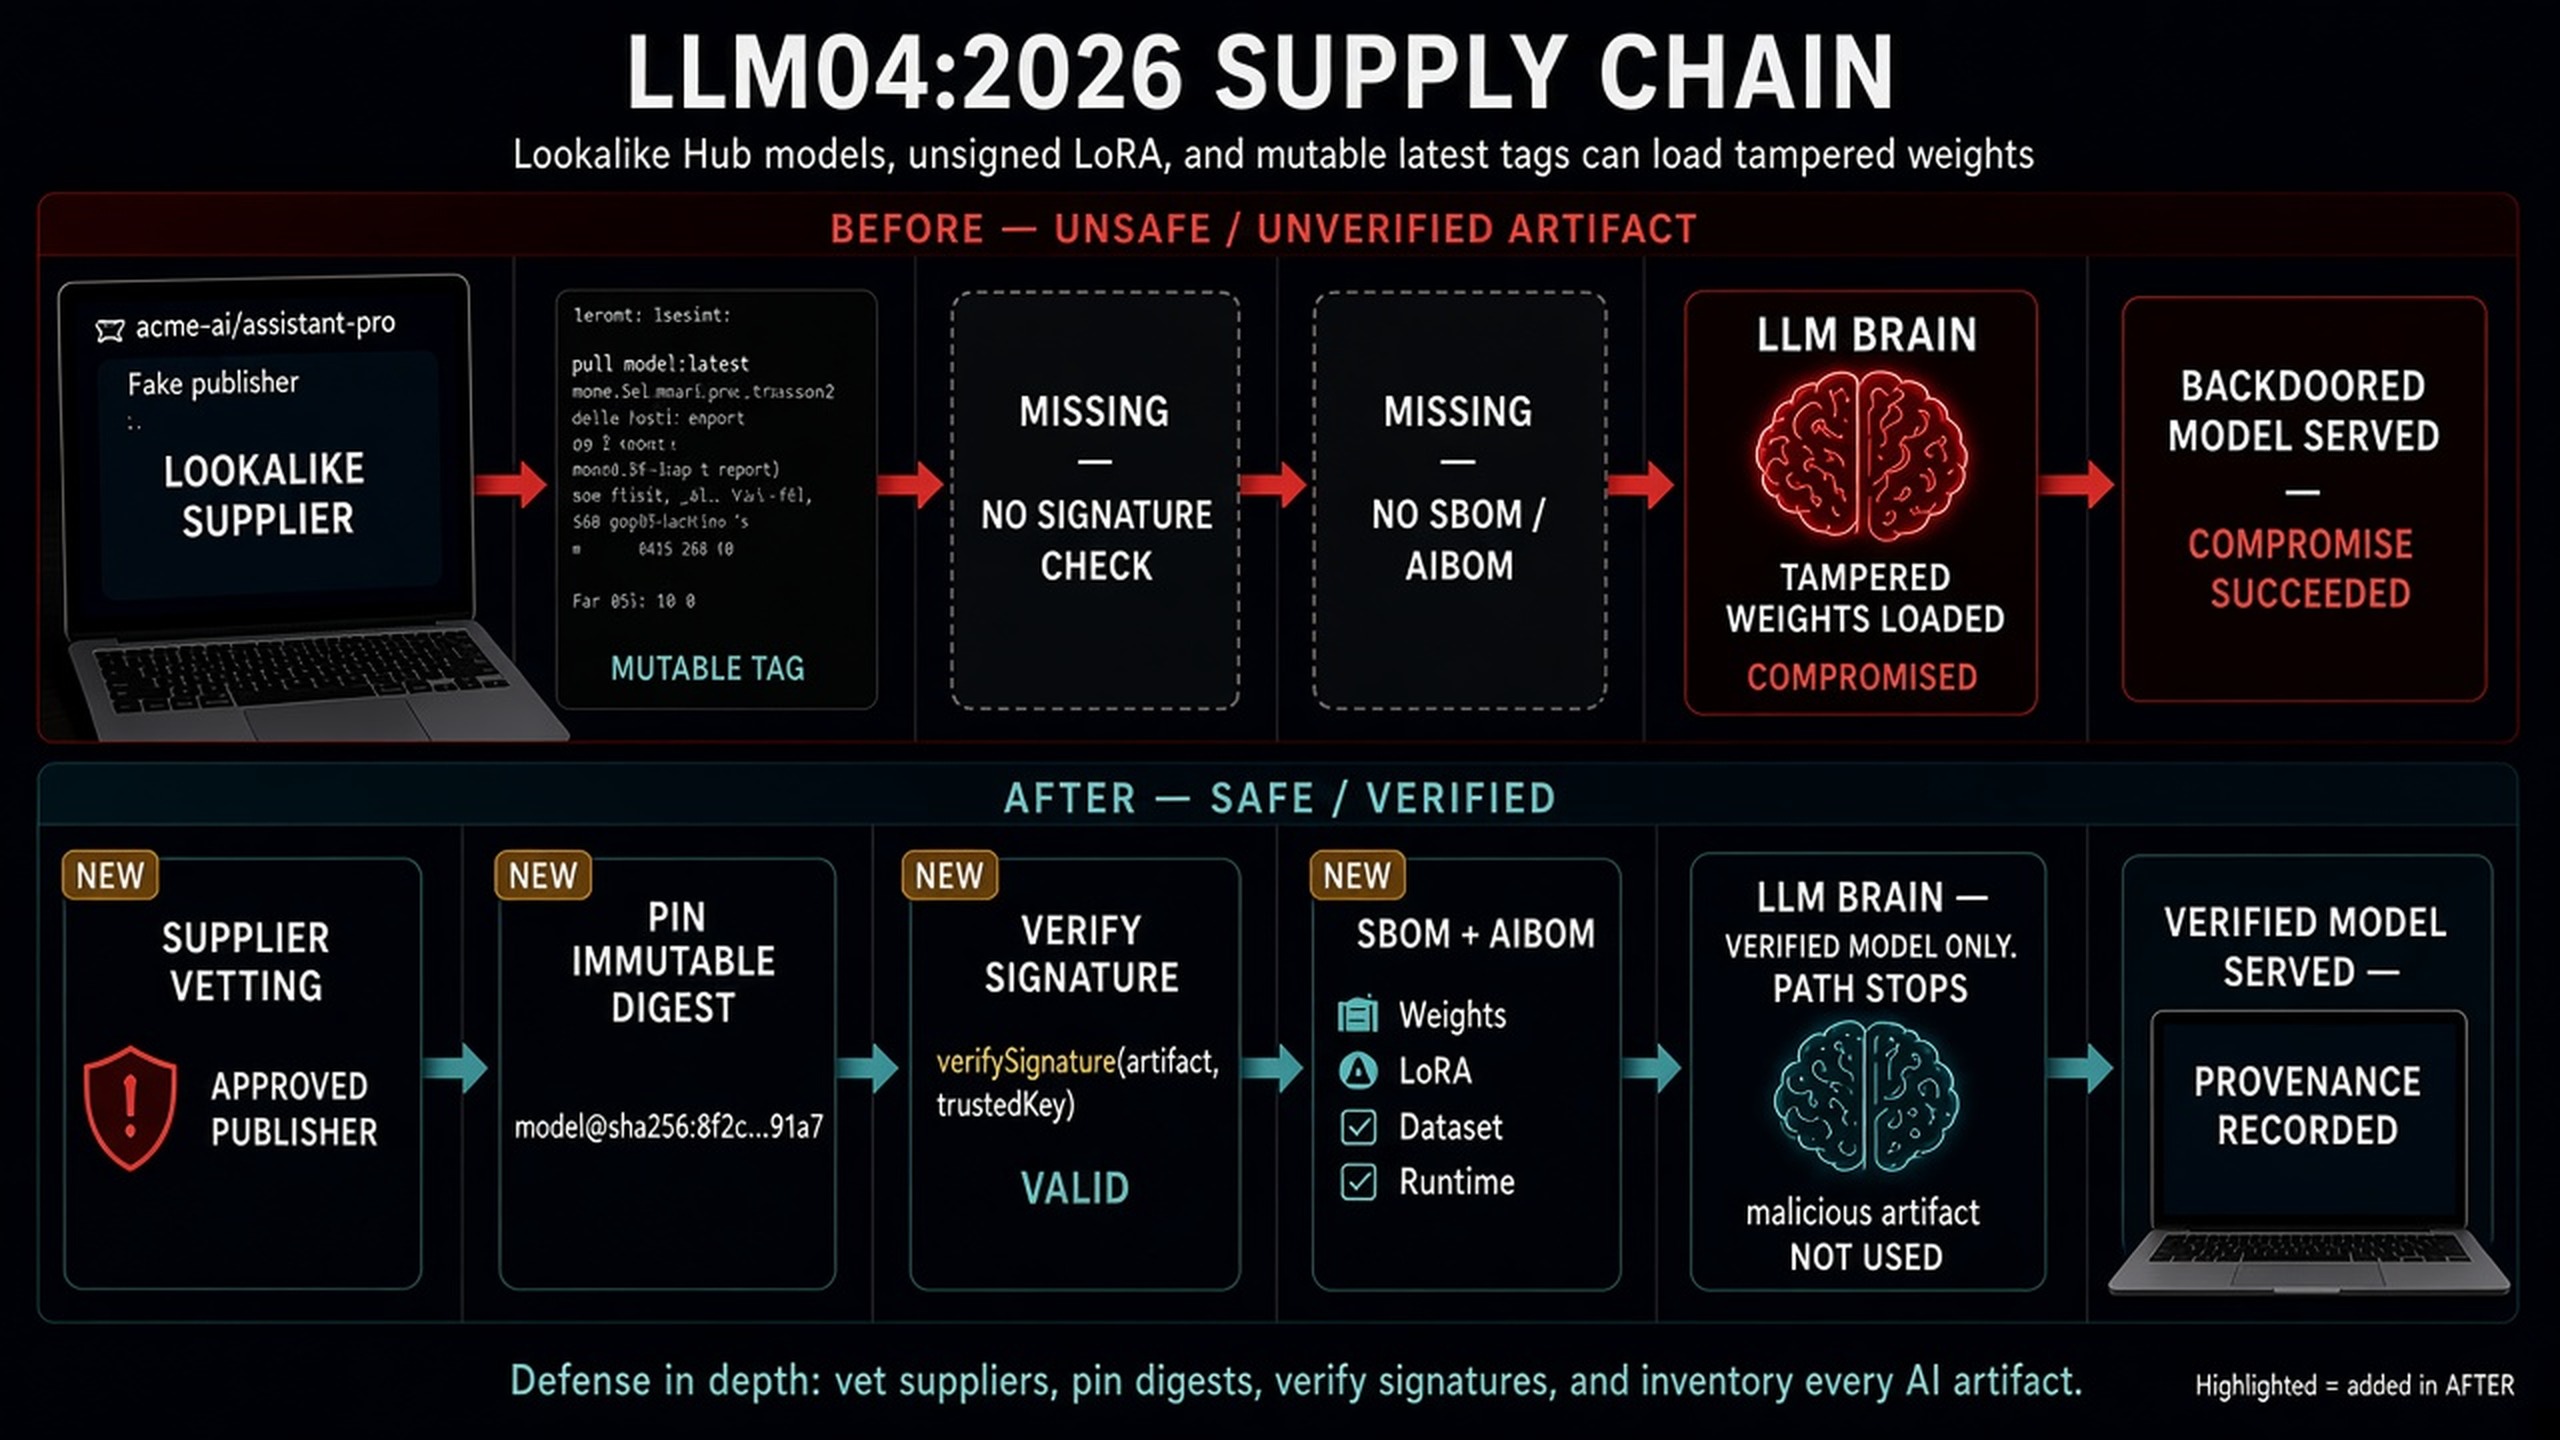 LLM04:2026 SUPPLY CHAIN
Lookalike Hub models, unsigned LoRA, and mutable latest tags can load tampered weights
BEFORE — UNSAFE / UNVERIFIED ARTIFACT
acme-ai/assistant-pro
Fake publisher
LOOKALIKE
SUPPLIER
pull model:latest
MUTABLE TAG
MISSING
—
NO SIGNATURE
CHECK
MISSING
—
NO SBOM /
AIBOM
LLM BRAIN
TAMPERED
WEIGHTS LOADED
COMPROMISED
BACKDOORED
MODEL SERVED
—
COMPROMISE
SUCCEEDED
AFTER — SAFE / VERIFIED
NEW
SUPPLIER
VETTING
APPROVED
PUBLISHER
NEW
PIN
IMMUTABLE
DIGEST
model@sha256:8f2c...91a7
NEW
VERIFY
SIGNATURE
verifySignature(artifact,
trustedKey)
VALID
NEW
SBOM + AIBOM
Weights
LoRA
Dataset
Runtime
LLM BRAIN —
VERIFIED MODEL ONLY.
PATH STOPS
malicious artifact
NOT USED
VERIFIED MODEL
SERVED —
PROVENANCE
RECORDED
Defense in depth: vet suppliers, pin digests, verify signatures, and inventory every AI artifact.
Highlighted = added in AFTER